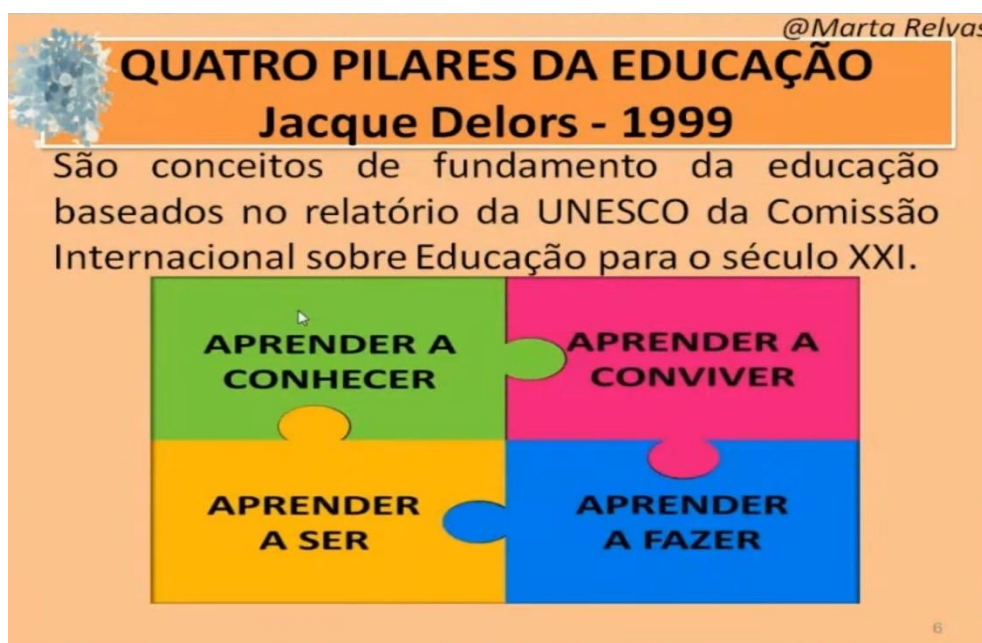 @Marta Relvas
QUATRO PILARES DA EDUCAÇÃO
Jacque Delors - 1999
São conceitos de fundamento da educação
baseados no relatório da UNESCO da Comissão
Internacional sobre Educação para o século XXI.
APRENDER A
CONHECER
APRENDER A
CONVIVER
APRENDER
A SER
APRENDER
A FAZER
6